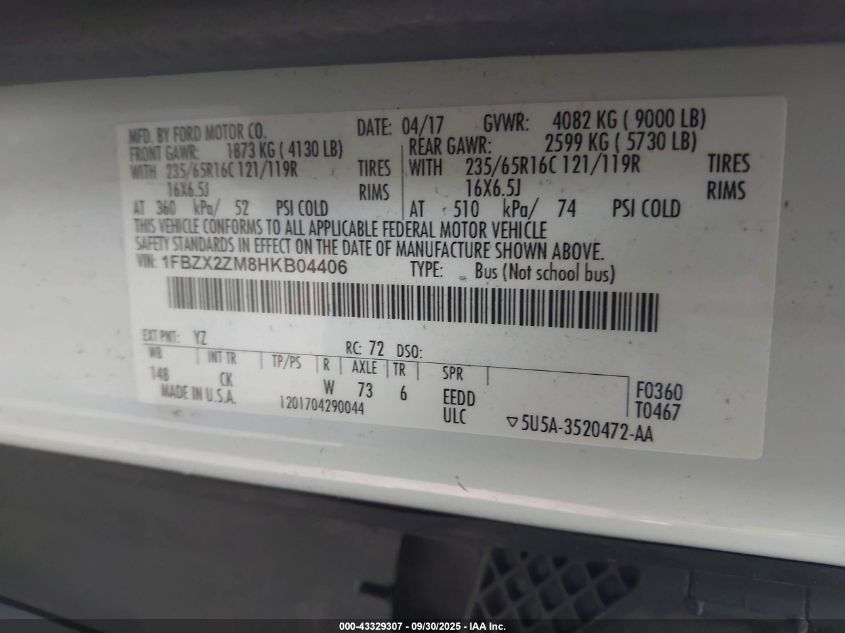 MFD. BY FORD MOTOR CO. DATE: 04/17 GVWR: 4082 KG ( 9000 LB)
FRONT GAWR: 1873 KG ( 4130 LB) REAR GAWR: 2599 KG ( 5730 LB)
WITH 235/65R16C 121/119R TIRES WITH 235/65R16C 121/119R TIRES
16X6.5J RIMS 16X6.5J RIMS
AT 360 kPa/ 52 PSI COLD AT 510 kPa/ 74 PSI COLD
THIS VEHICLE CONFORMS TO ALL APPLICABLE FEDERAL MOTOR VEHICLE
SAFETY STANDARDS IN EFFECT ON THE DATE OF MANUFACTURE SHOWN ABOVE.
VIN: 1FBZX2ZM8HKB04406 TYPE: Bus (Not school bus)
EXT PNT: YZ RC: 72 DSO:
WB INT TR TP/PS R AXLE TR SPR
148 CK W 73 6 EEDD F0360
MADE IN U.S.A. 1201704290044 ULC T0467
▽5U5A-3520472-AA
000-43329307 - 09/30/2025 - IAA Inc.